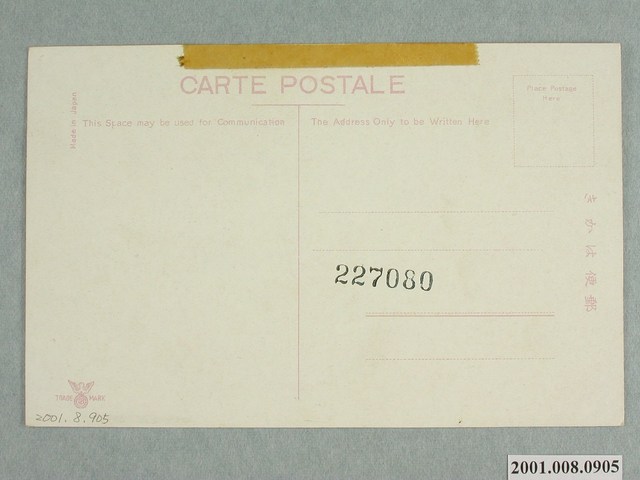 CARTE POSTALE
Made in Japan
This Space may be used for Communication
The Address Only to be Written Here
Place Postage
Here
きかは便郵
227080
TRADE MARK
2001.8.905
2001.008.0905